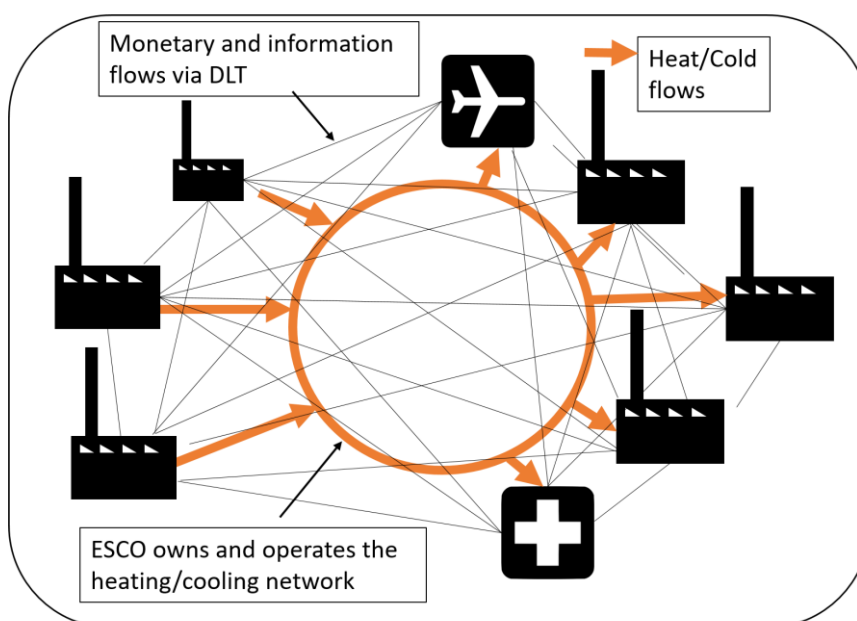 Monetary and information
flows via DLT
Heat/Cold
flows
ESCO owns and operates the
heating/cooling network